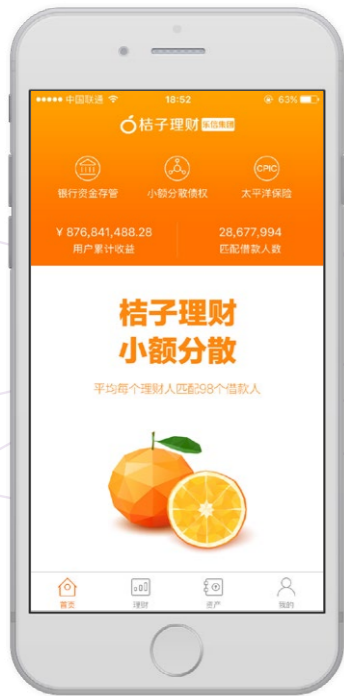 中国联通 18:52 63%
桔子理财 乐信集团
银行资金存管 小额分散债权 太平洋保险
CPIC
¥ 876,841,488.28 28,677,994
用户累计收益 匹配借款人数
桔子理财
小额分散
平均每个理财人匹配98个借款人
首页 理财 资产 我的